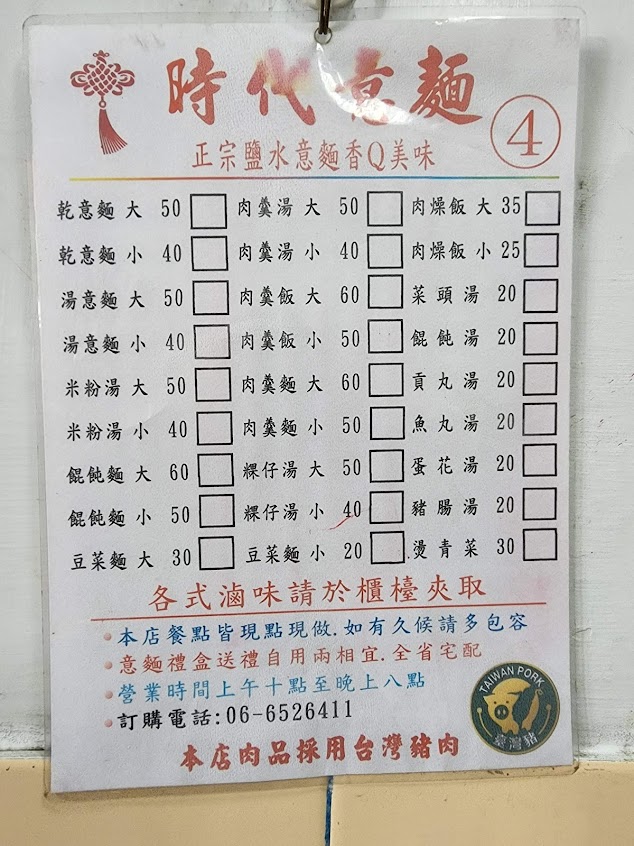 時代意麵
正宗鹽水意麵香Q美味
4
乾意麵 大 50 肉羹湯 大 50 肉燥飯 大 35
乾意麵 小 40 肉羹湯 小 40 肉燥飯 小 25
湯意麵 大 50 肉羹飯 大 60 菜頭湯 20
湯意麵 小 40 肉羹飯 小 50 餛飩湯 20
米粉湯 大 50 肉羹麵 大 60 貢丸湯 20
米粉湯 小 40 肉羹麵 小 50 魚丸湯 20
餛飩麵 大 60 粿仔湯 大 50 蛋花湯 20
餛飩麵 小 50 粿仔湯 小 40 豬腸湯 20
豆菜麵 大 30 豆菜麵 小 20 燙青菜 30
各式滷味請於櫃檯夾取
本店餐點皆現點現做.如有久候請多包容
意麵禮盒送禮自用兩相宜.全省宅配
營業時間上午十點至晚上八點
訂購電話:06-6526411
TAIWAN PORK
臺灣豬
本店肉品採用台灣豬肉